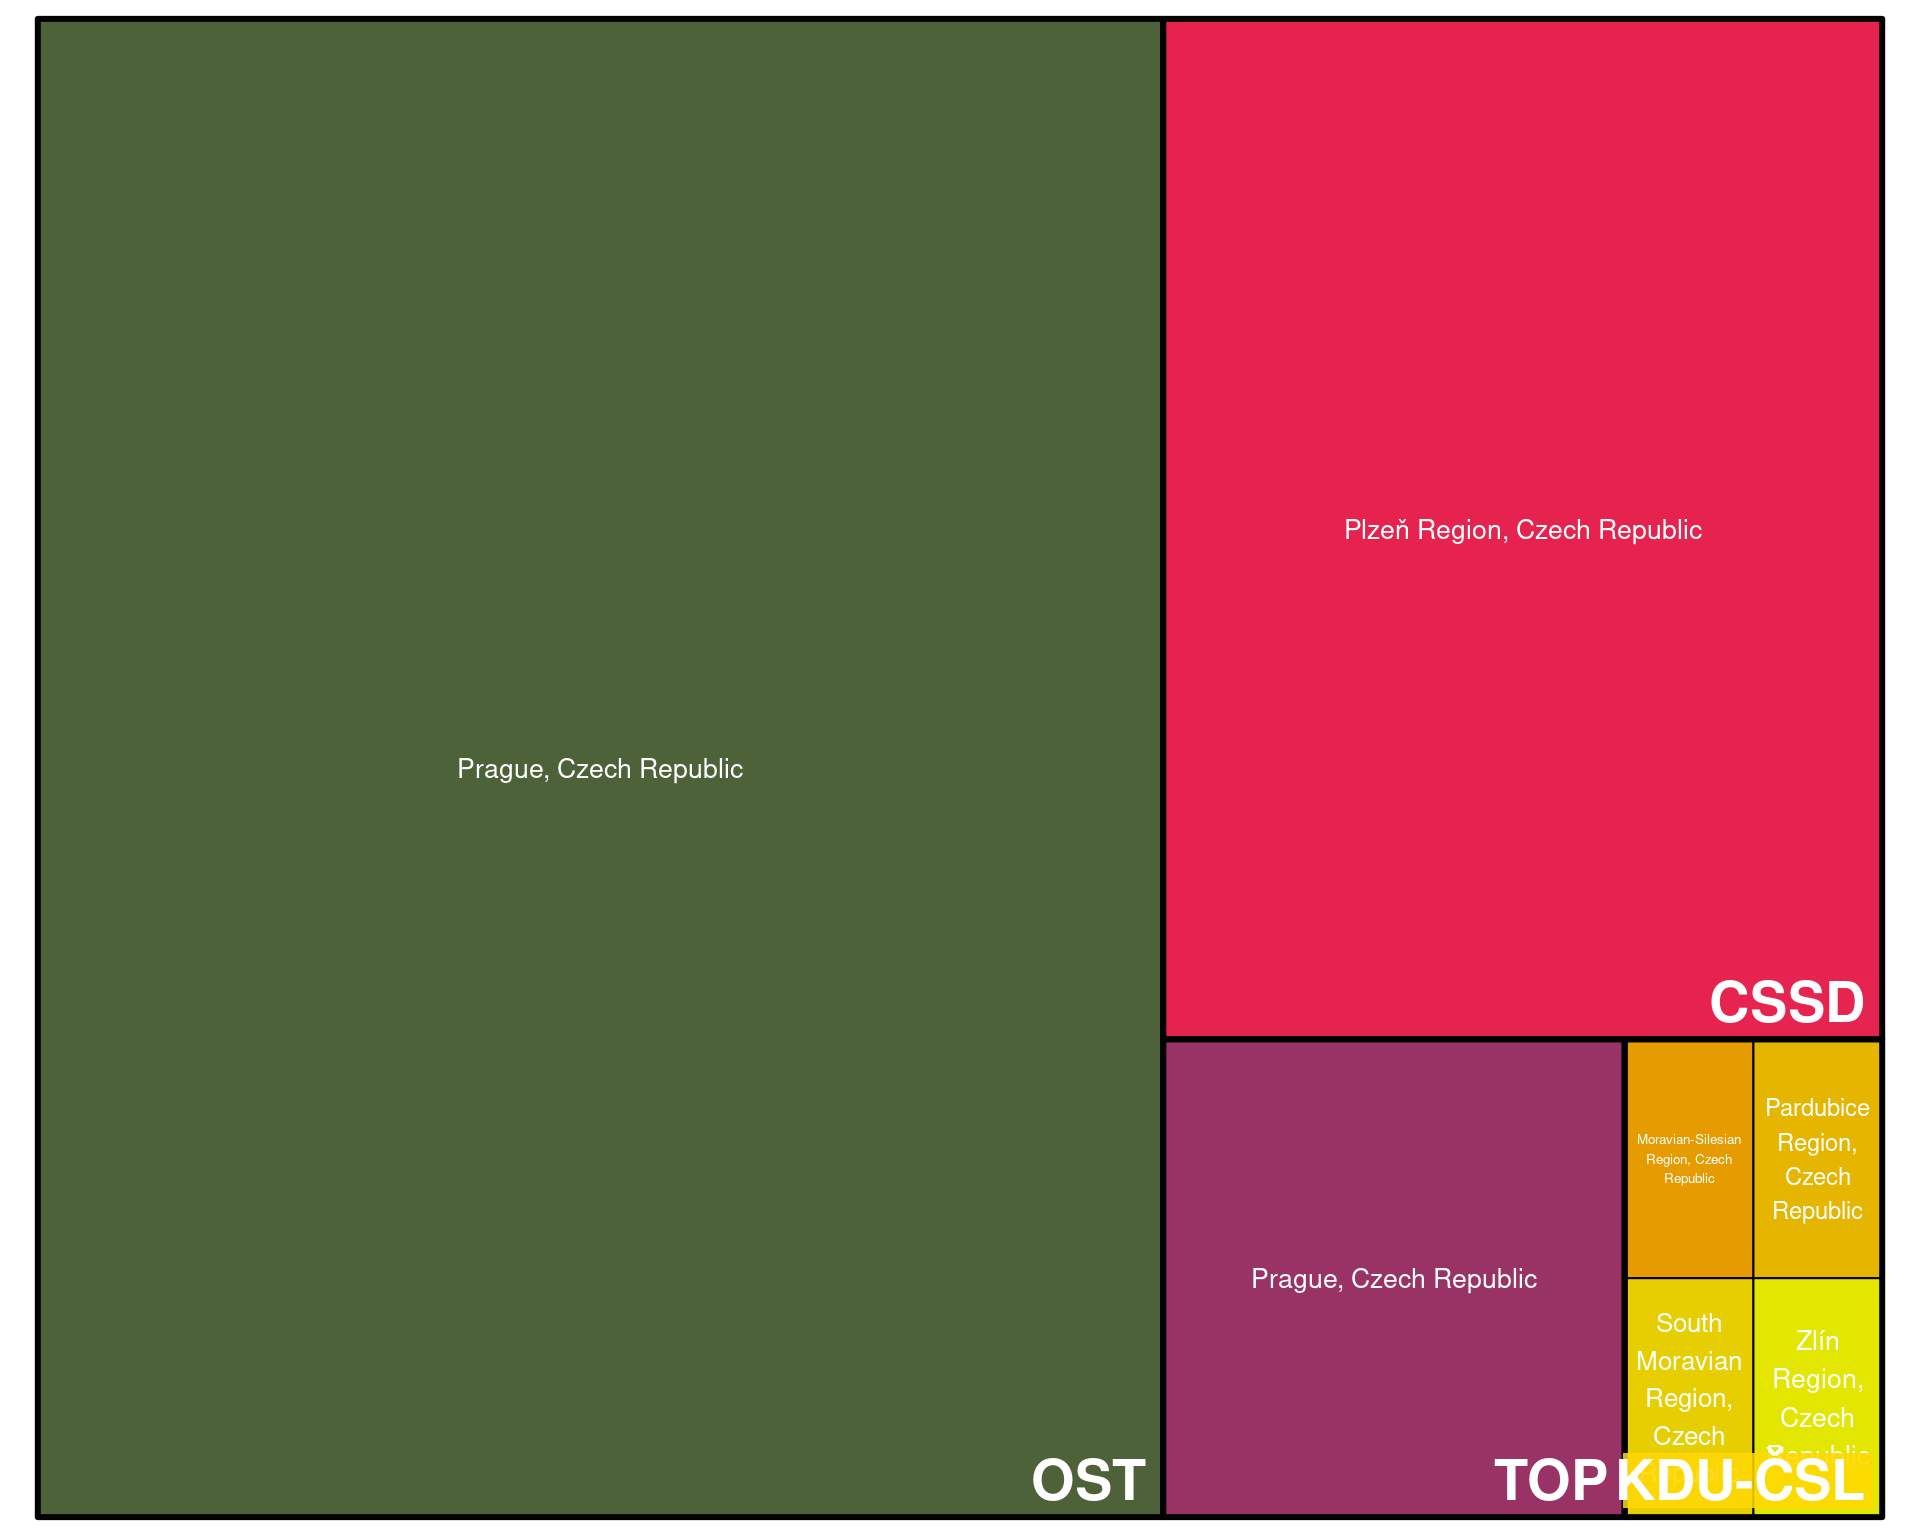 Prague, Czech Republic
OST
Plzeň Region, Czech Republic
CSSD
Prague, Czech Republic
TOP
Moravian-Silesian
Region, Czech
Republic
Pardubice
Region,
Czech
Republic
South
Moravian
Region,
Czech
Zlín
Region,
Czech
Republic
KDU-ČSL